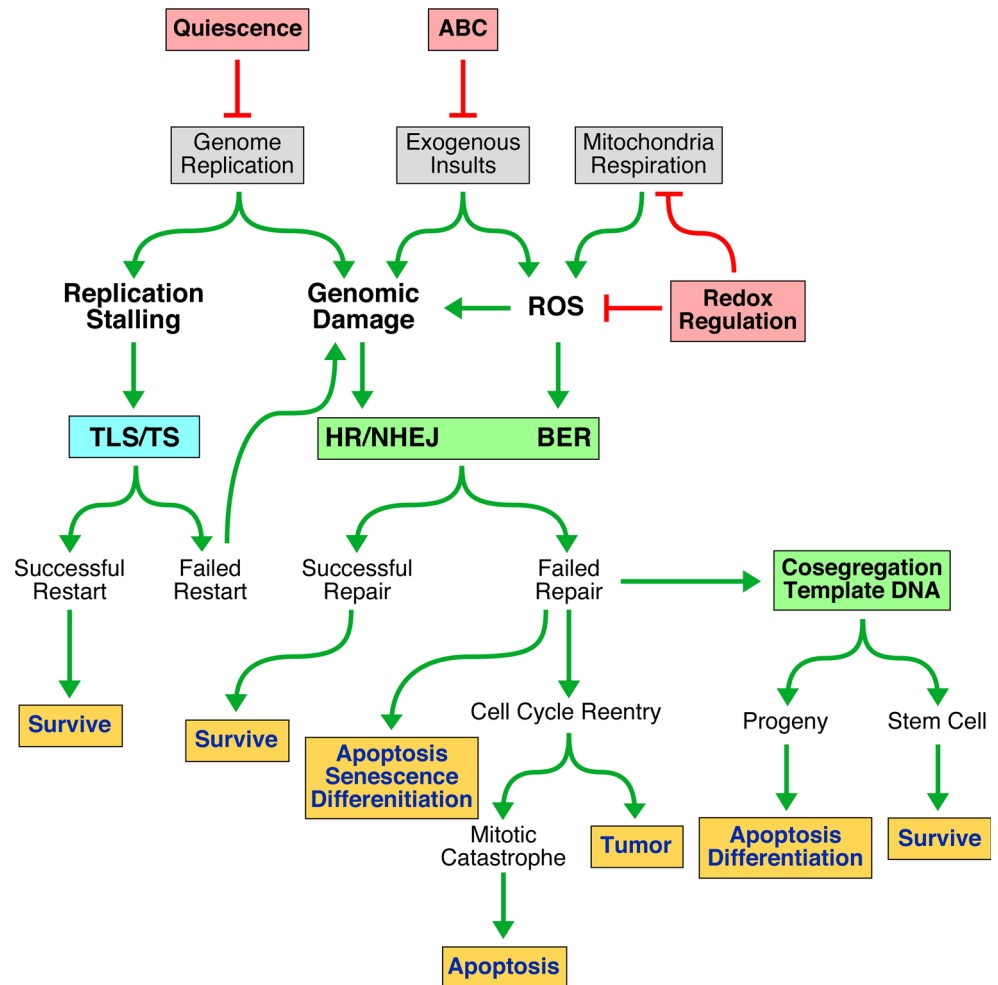 Quiescence
ABC
Genome
Replication
Exogenous
Insults
Mitochondria
Respiration
Replication
Stalling
Genomic
Damage
ROS
Redox
Regulation
TLS/TS
HR/NHEJ
BER
Successful
Restart
Failed
Restart
Successful
Repair
Failed
Repair
Cosegregation
Template DNA
Survive
Survive
Apoptosis
Senescence
Differenitiation
Cell Cycle Reentry
Progeny
Stem Cell
Mitotic
Catastrophe
Tumor
Apoptosis
Differentiation
Survive
Apoptosis